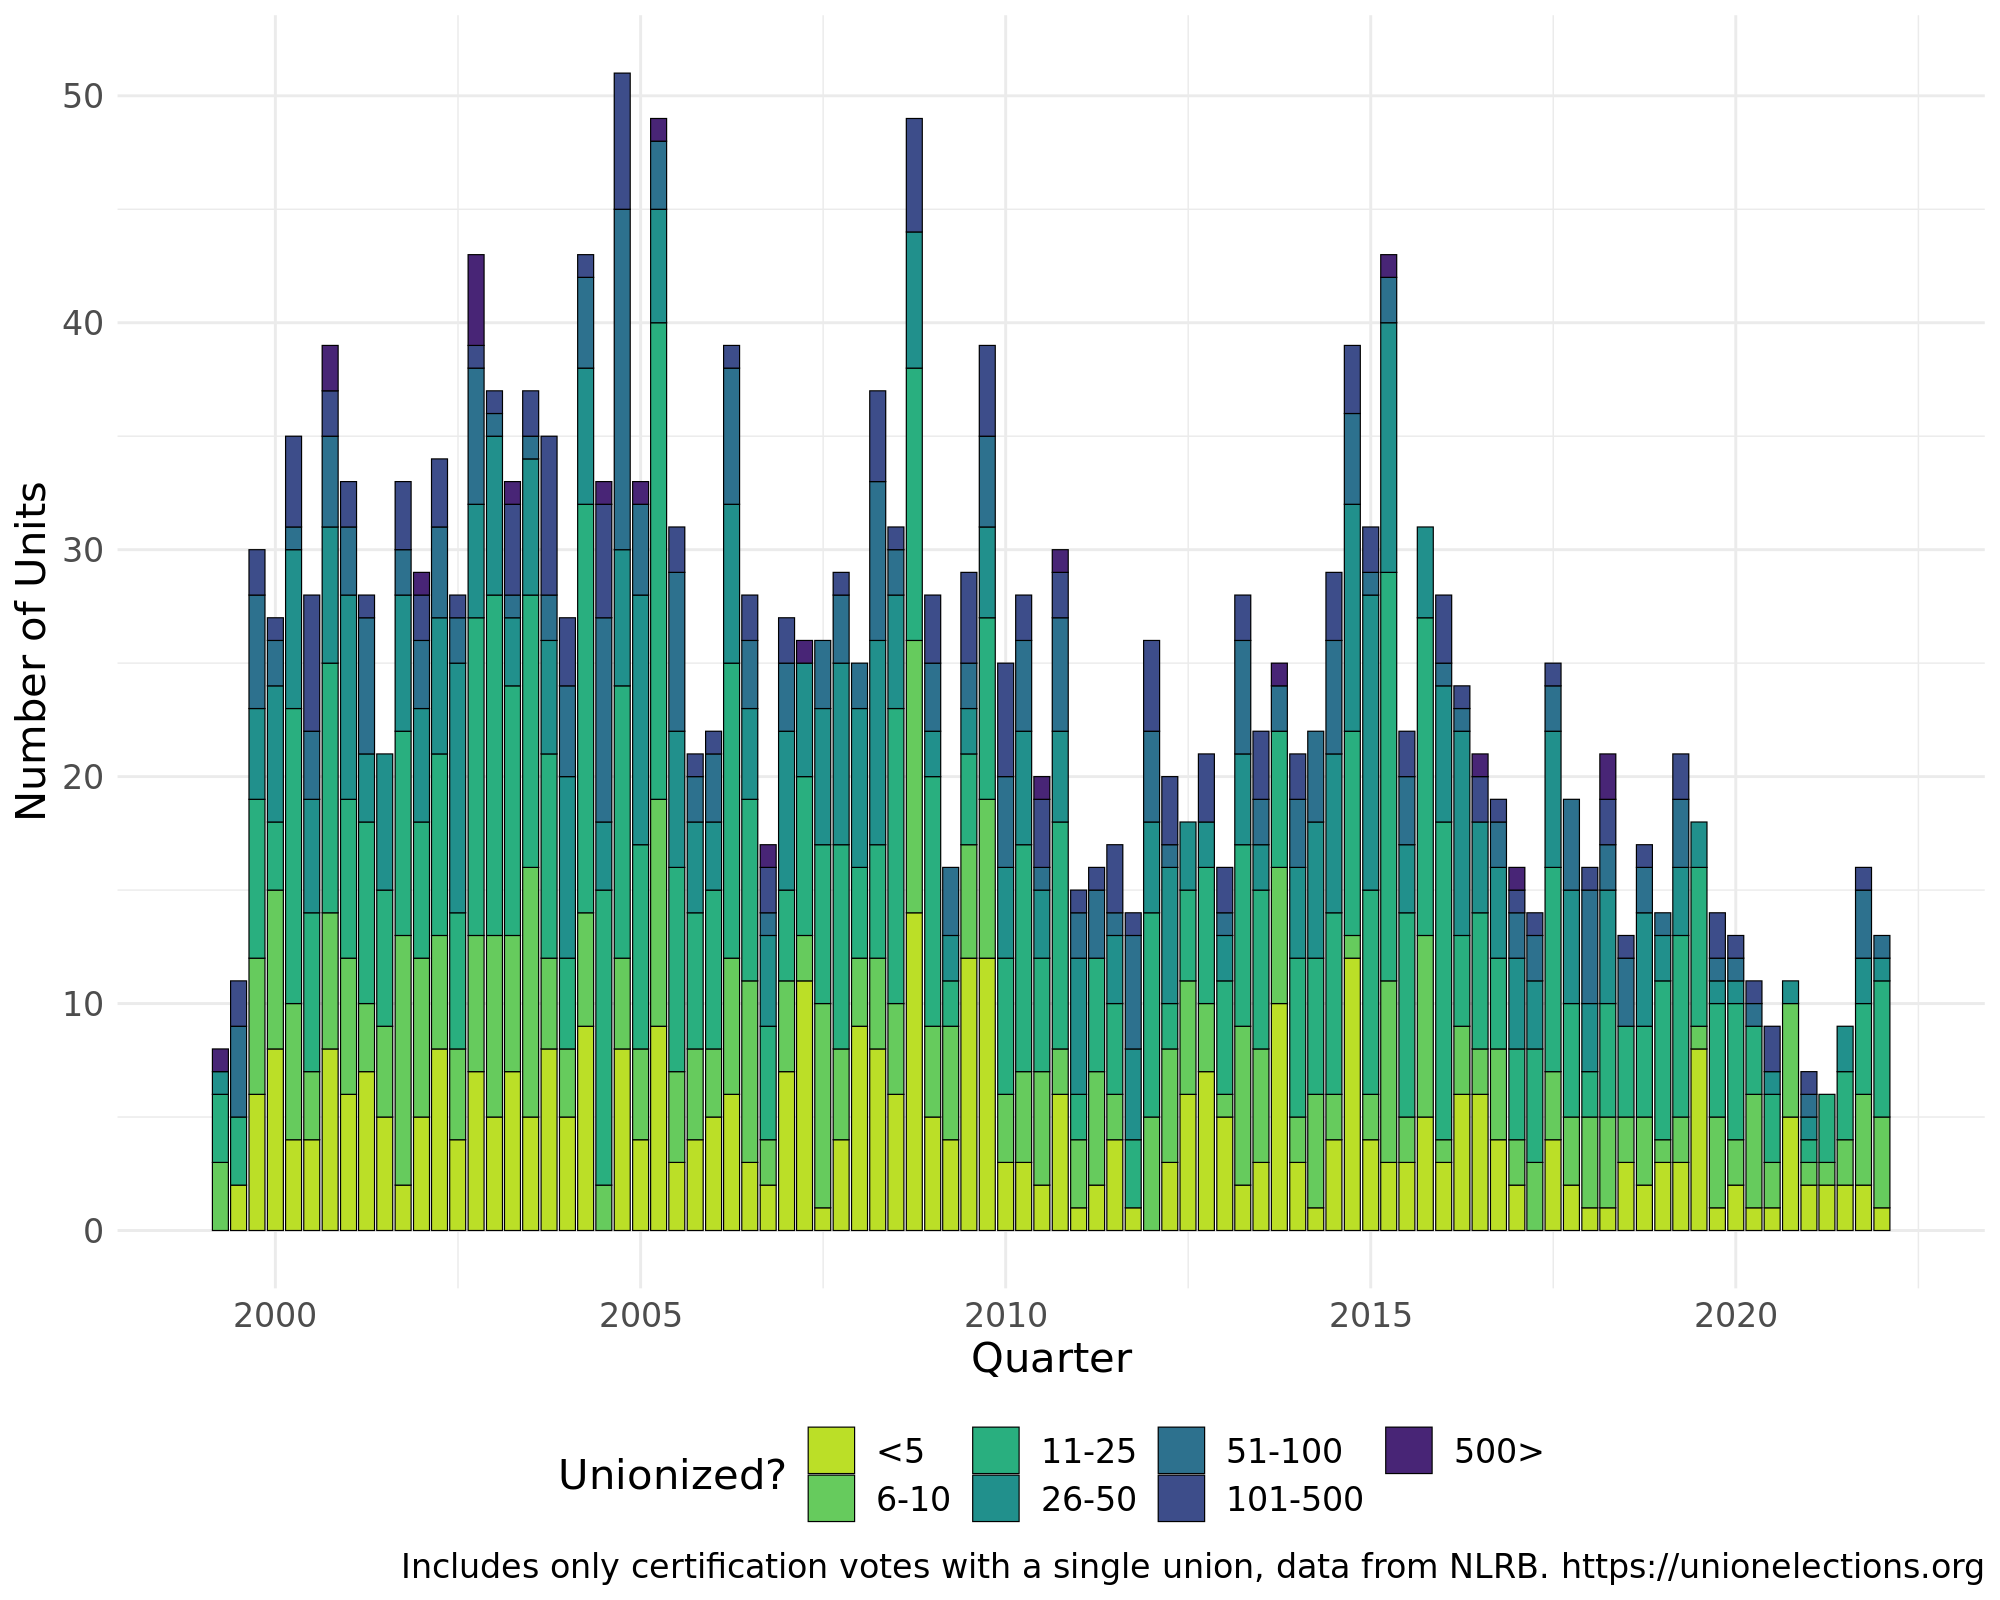 50
40
30
20
10
0
Number of Units
2000 2005 2010 2015 2020
Quarter
Unionized?
<5 11-25 51-100 500>
6-10 26-50 101-500
Includes only certification votes with a single union, data from NLRB. https://unionelections.org